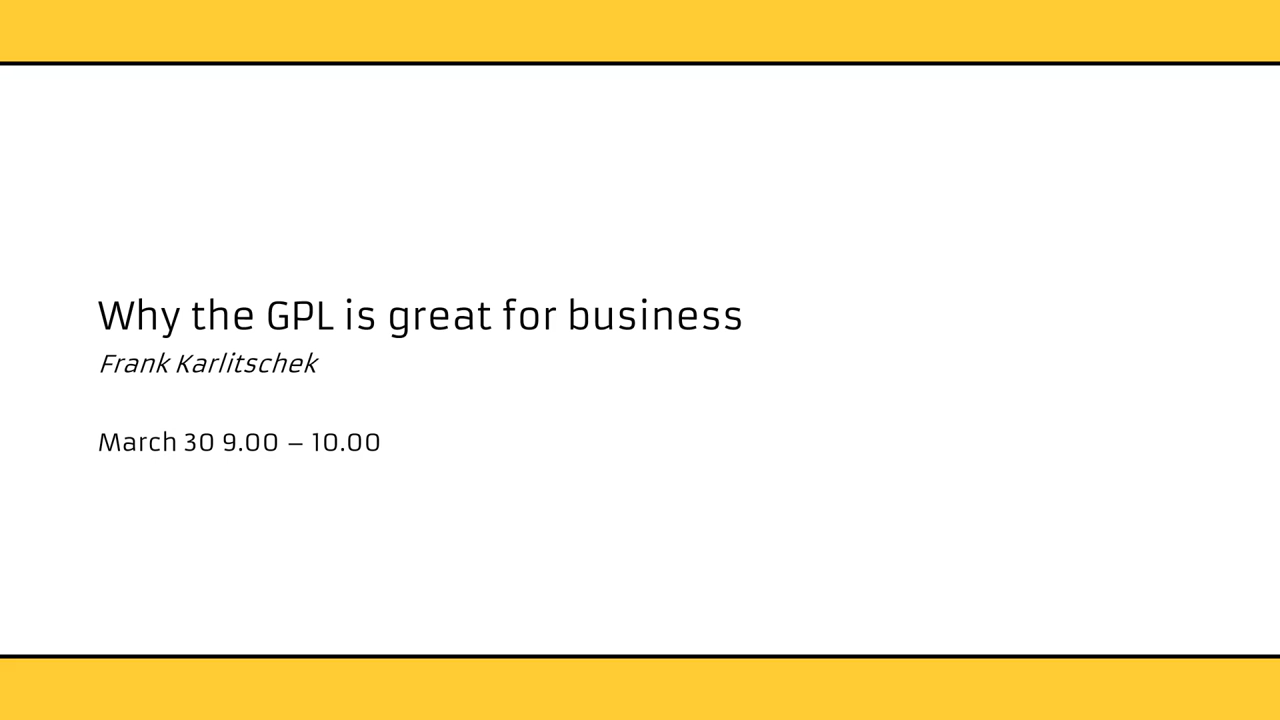 Why the GPL is great for business
Frank Karlitschek
March 30 9.00 – 10.00